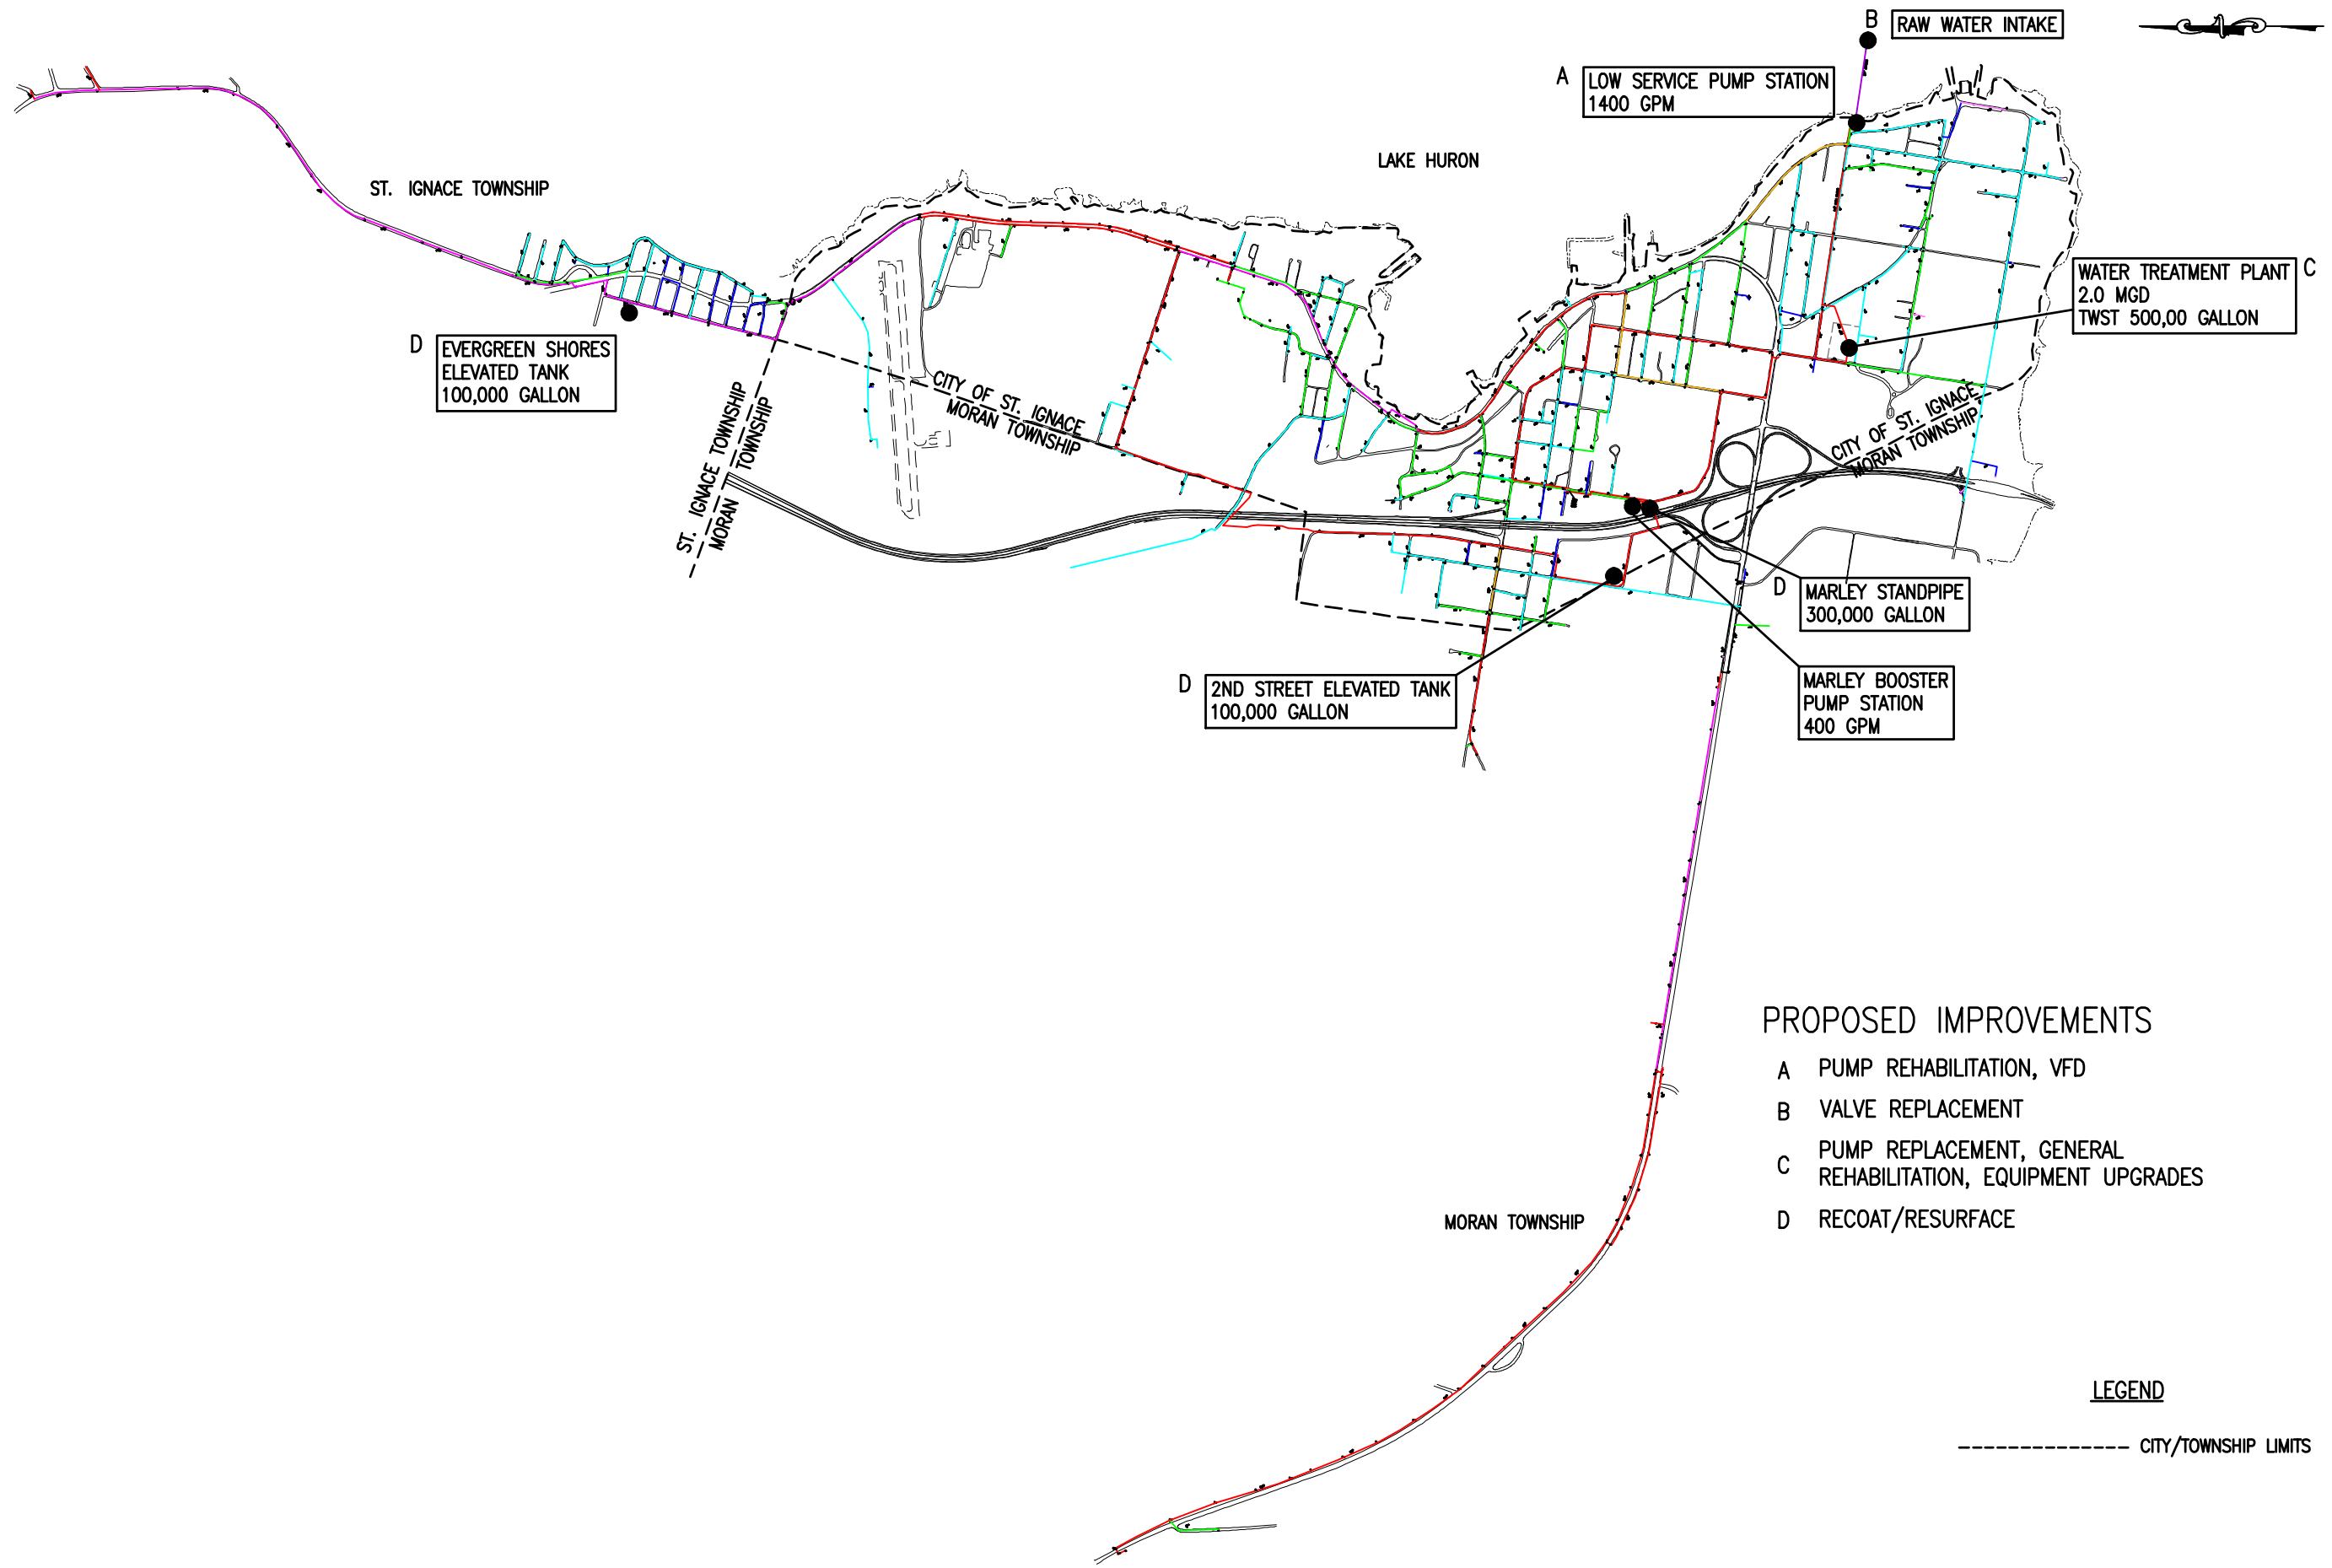 B
RAW WATER INTAKE
A
LOW SERVICE PUMP STATION
1400 GPM
LAKE HURON
ST. IGNACE TOWNSHIP
WATER TREATMENT PLANT
2.0 MGD
TWST 500,00 GALLON
C
D
EVERGREEN SHORES
ELEVATED TANK
100,000 GALLON
CITY OF ST. IGNACE
MORAN TOWNSHIP
ST. IGNACE TOWNSHIP
MORAN TOWNSHIP
CITY OF ST. IGNACE
MORAN TOWNSHIP
D
MARLEY STANDPIPE
300,000 GALLON
D
2ND STREET ELEVATED TANK
100,000 GALLON
MARLEY BOOSTER
PUMP STATION
400 GPM
PROPOSED IMPROVEMENTS
A PUMP REHABILITATION, VFD
B VALVE REPLACEMENT
C PUMP REPLACEMENT, GENERAL
REHABILITATION, EQUIPMENT UPGRADES
D RECOAT/RESURFACE
MORAN TOWNSHIP
LEGEND
CITY/TOWNSHIP LIMITS